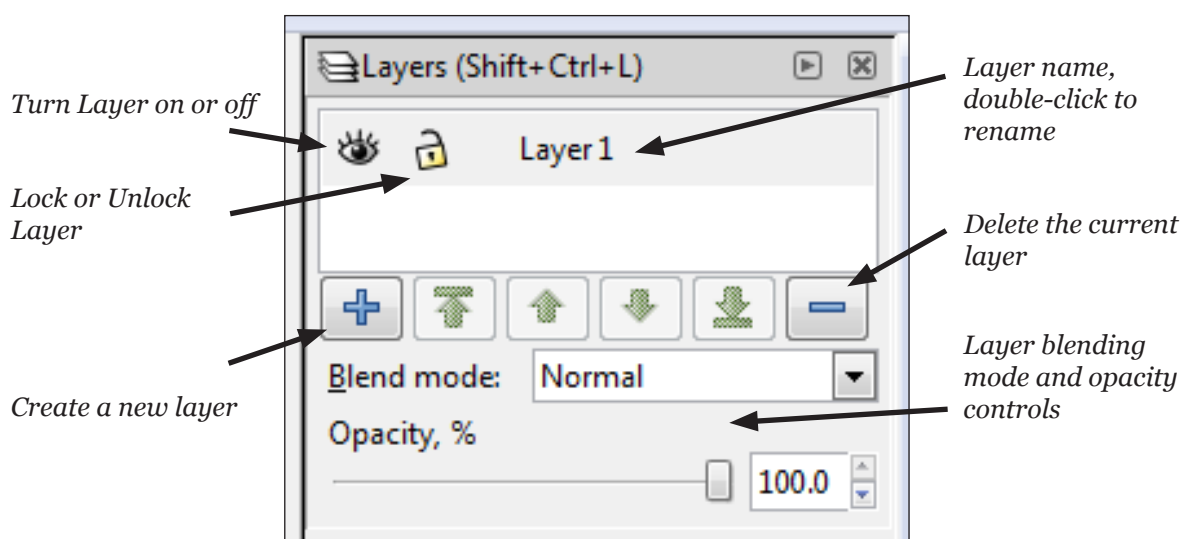 Layers (Shift+Ctrl+L)
Turn Layer on or off
Layer name,
double-click to
rename
Layer 1
Lock or Unlock
Layer
Delete the current
layer
Create a new layer
Blend mode: Normal
Layer blending
mode and opacity
controls
Opacity, %
100.0